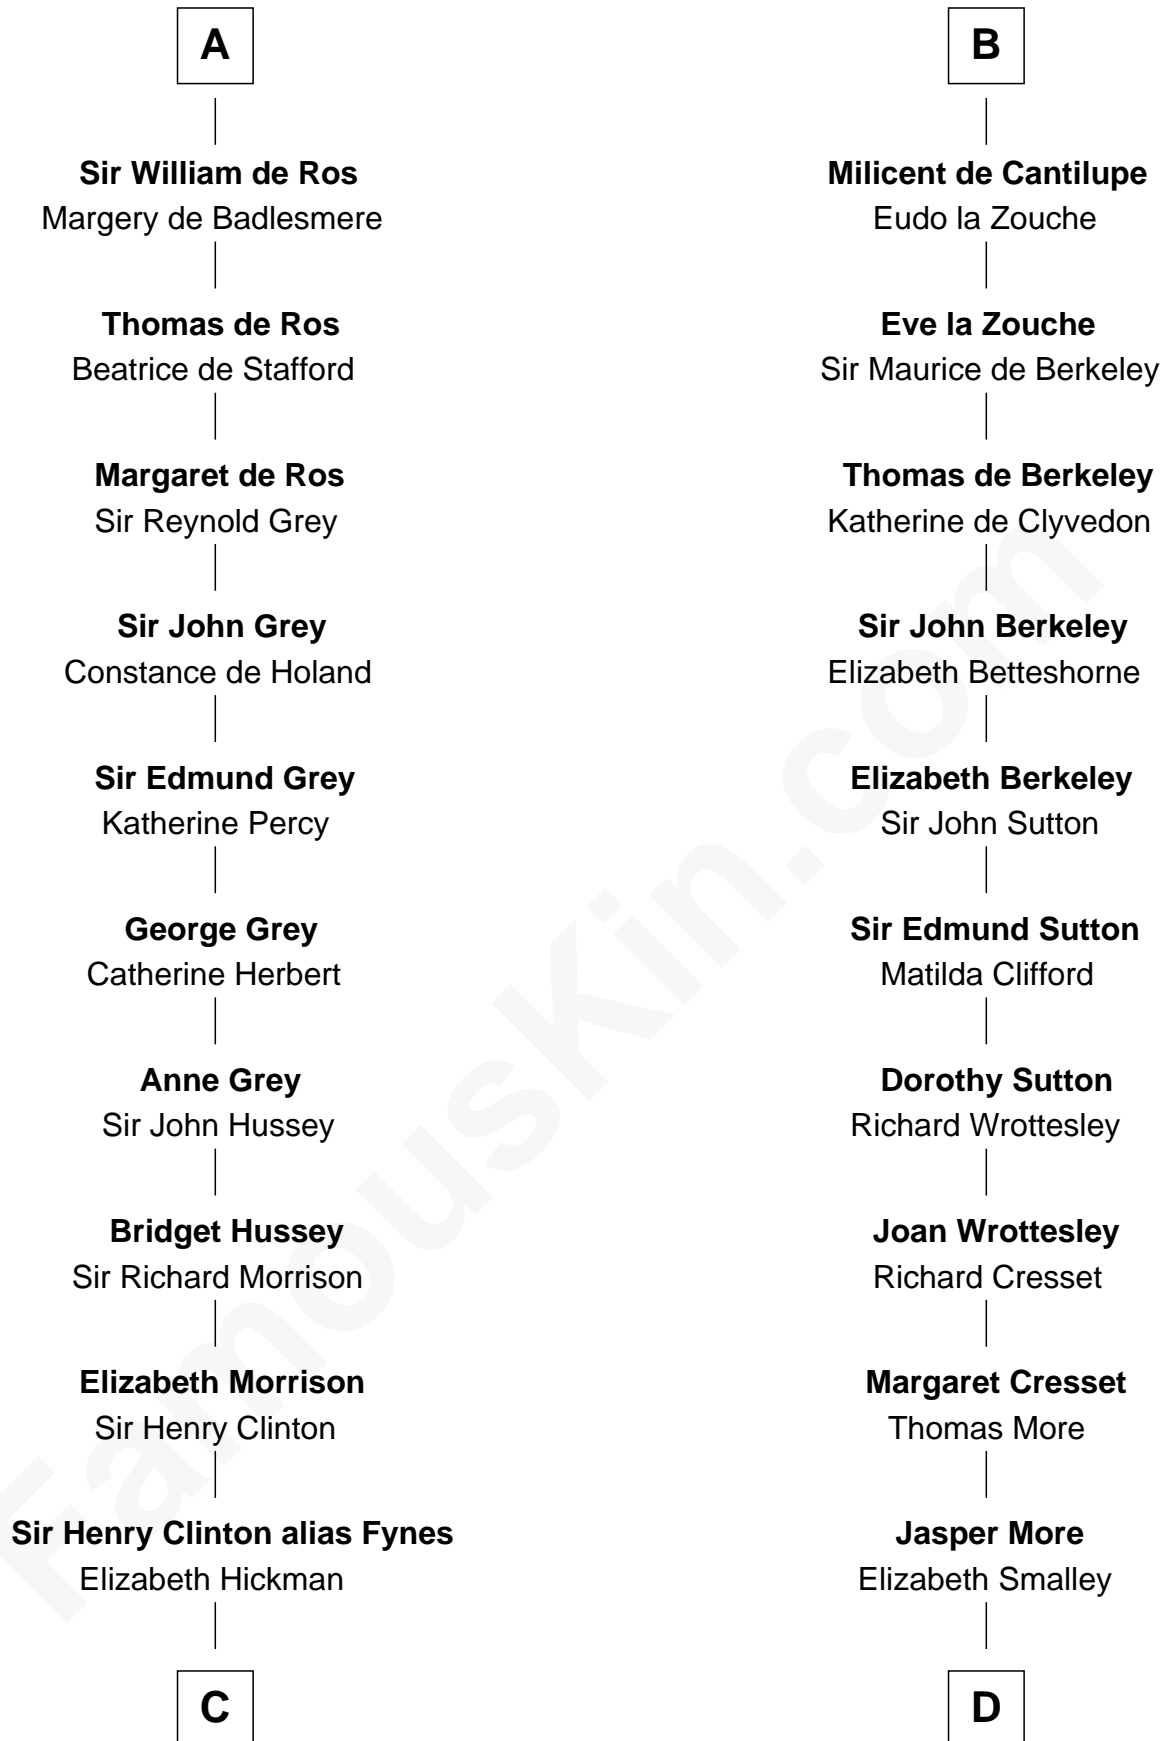 A
Sir William de Ros
Margery de Badlesmere
Thomas de Ros
Beatrice de Stafford
Margaret de Ros
Sir Reynold Grey
Sir John Grey
Constance de Holand
Sir Edmund Grey
Katherine Percy
George Grey
Catherine Herbert
Anne Grey
Sir John Hussey
Bridget Hussey
Sir Richard Morrison
Elizabeth Morrison
Sir Henry Clinton
Sir Henry Clinton alias Fynes
Elizabeth Hickman
C
B
Milicent de Cantilupe
Eudo la Zouche
Eve la Zouche
Sir Maurice de Berkeley
Thomas de Berkeley
Katherine de Clyvedon
Sir John Berkeley
Elizabeth Betteshorne
Elizabeth Berkeley
Sir John Sutton
Sir Edmund Sutton
Matilda Clifford
Dorothy Sutton
Richard Wrottesley
Joan Wrottesley
Richard Cresset
Margaret Cresset
Thomas More
Jasper More
Elizabeth Smalley
D
FamousKin.com